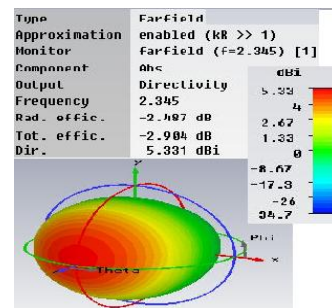 Type Farfield
Approximation enabled (kR >> 1)
Monitor farfield (f=2.345) [1]
Component Abs
Output Directivity
Frequency 2.345
Rad. effic. -2.487 dB
Tot. effic. -2.904 dB
Dir. 5.331 dBi
dBi
5.33
4
2.67
1.33
0
-8.67
-17.3
-26
34.7
y
Phi
x
Theta